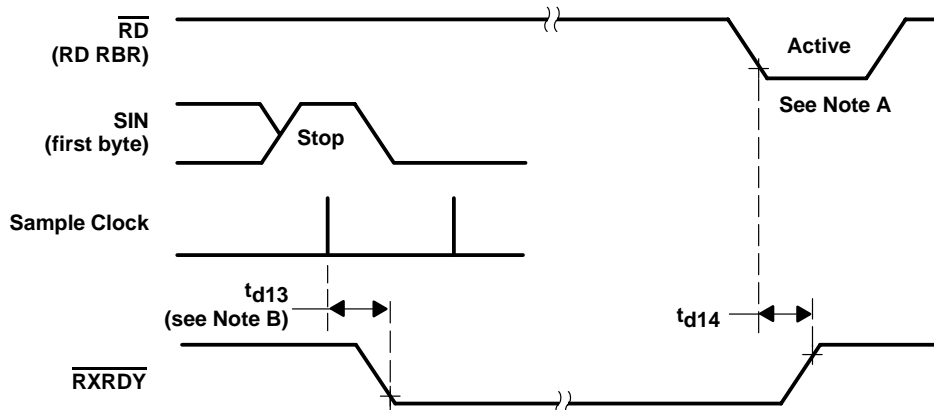 RD
(RD RBR)
Active
See Note A
SIN
(first byte)
Stop
Sample Clock
td13
(see Note B)
td14
RXRDY